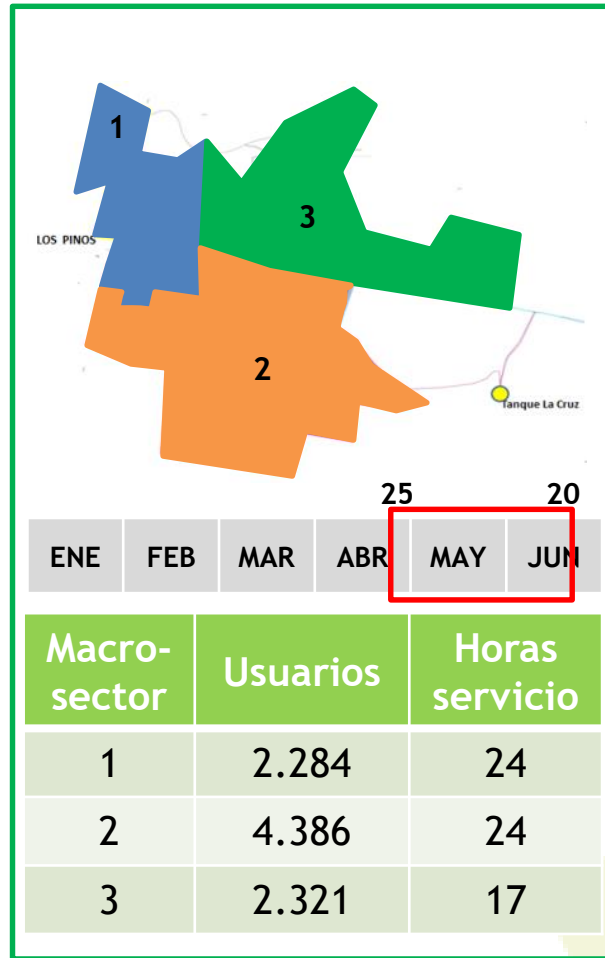 1
3
LOS PINOS
2
Tanque La Cruz
25 20
ENE FEB MAR ABR MAY JUN
Macro-
sector
Usuarios
Horas
servicio
1 2.284 24
2 4.386 24
3 2.321 17